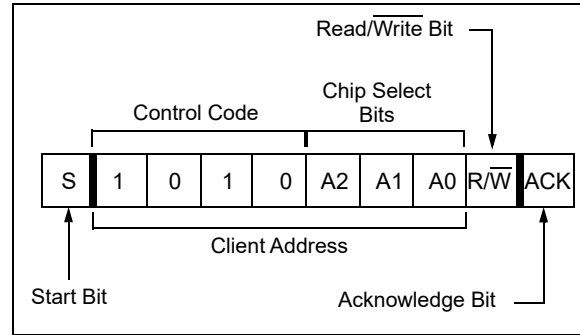 Read/Write Bit
Control Code
Chip Select
Bits
S 1 0 1 0 A2 A1 A0 R/W ACK
Client Address
Start Bit
Acknowledge Bit